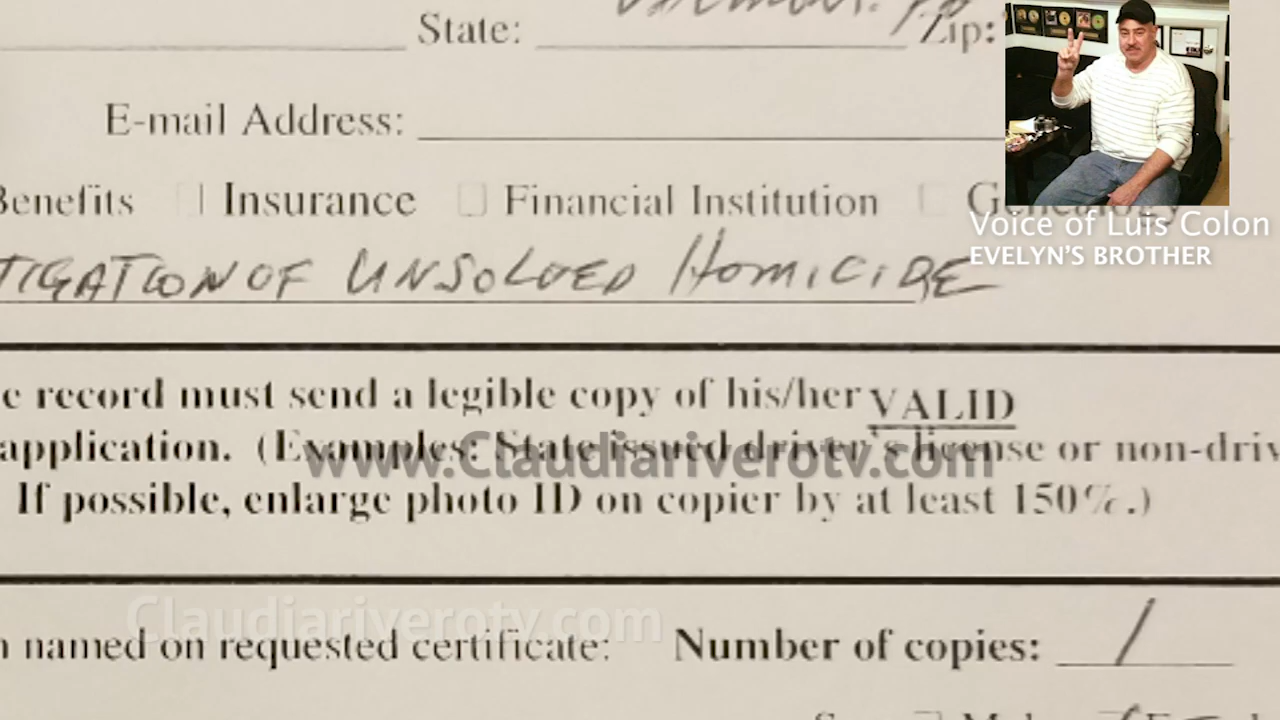 State: Zip:
E-mail Address:
Benefits Insurance Financial Institution Genealogy
Voice of Luis Colon
EVELYN'S BROTHER
TIGATION OF UNSOLVED HOMICIDE
e record must send a legible copy of his/her VALID
application. (Examples: State issued driver's license or non-driv
www.Claudiariverotv.com
If possible, enlarge photo ID on copier by at least 150%.)
Claudiariverotv.com
n named on requested certificate: Number of copies: 1